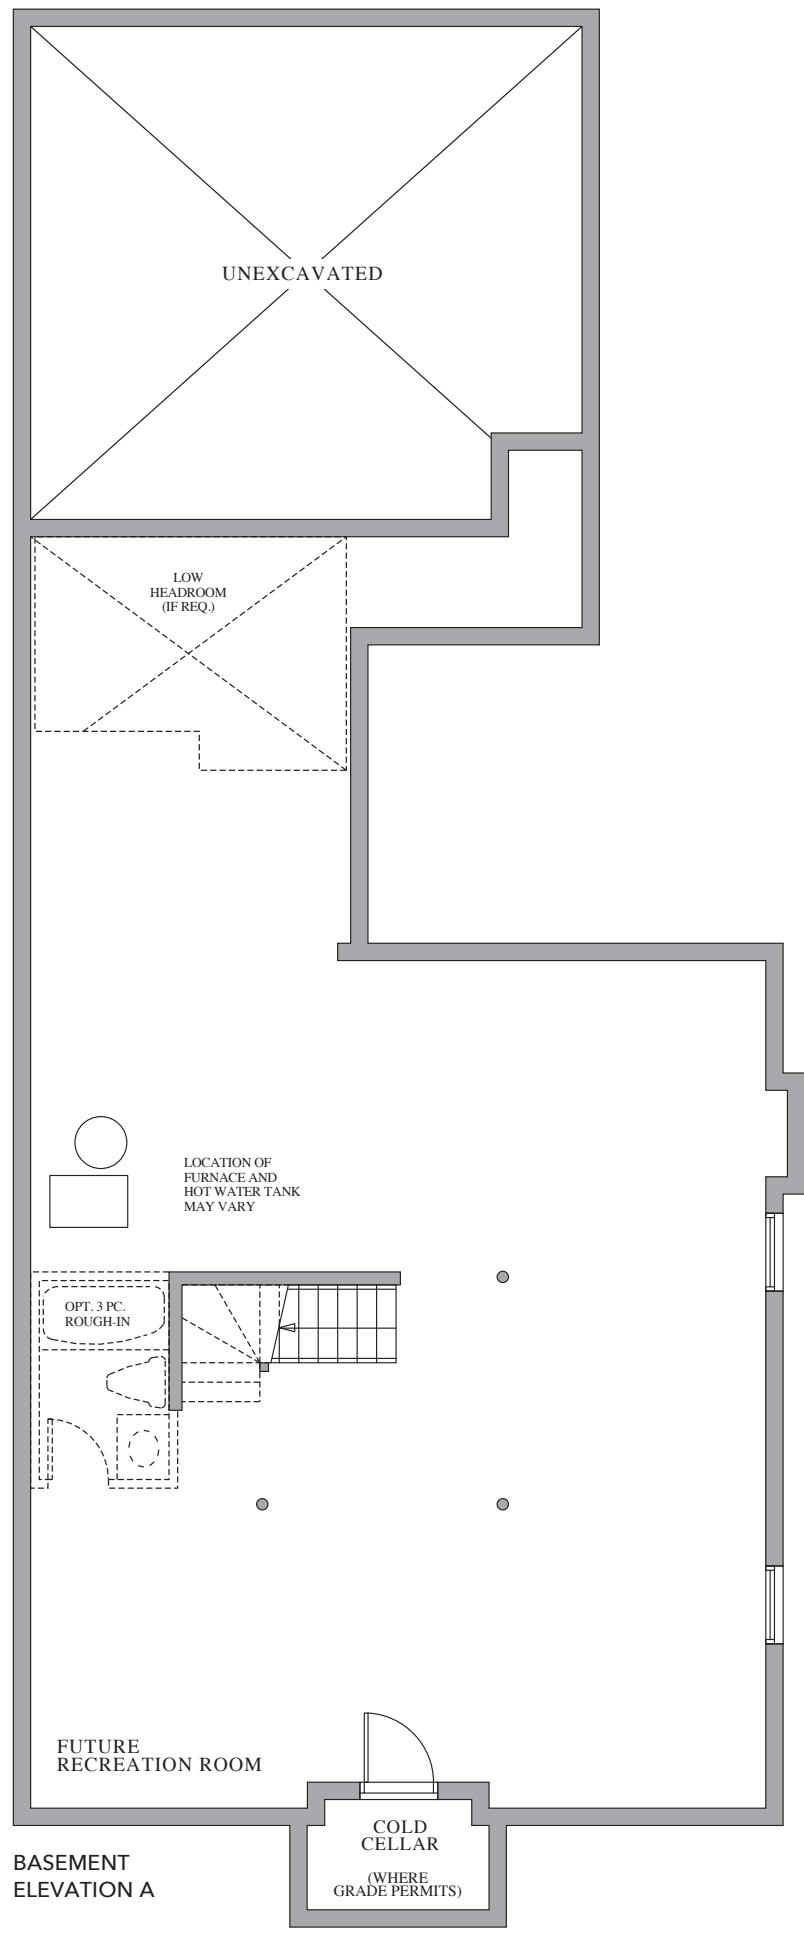 UNEXCAVATED
LOW
HEADROOM
(IF REQ.)
LOCATION OF
FURNACE AND
HOT WATER TANK
MAY VARY
OPT. 3 PC.
ROUGH-IN
FUTURE
RECREATION ROOM
COLD
CELLAR
(WHERE
GRADE PERMITS)
BASEMENT
ELEVATION A